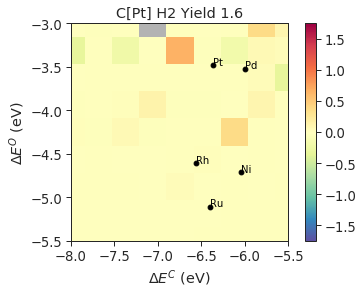 C[Pt] H2 Yield 1.6
−3.0
−3.5
−4.0
−4.5
−5.0
−5.5
ΔE^O (eV)
Pt
Pd
Rh
Ni
Ru
1.5
1.0
0.5
0.0
−0.5
−1.0
−1.5
−8.0 −7.5 −7.0 −6.5 −6.0 −5.5
ΔE^C (eV)